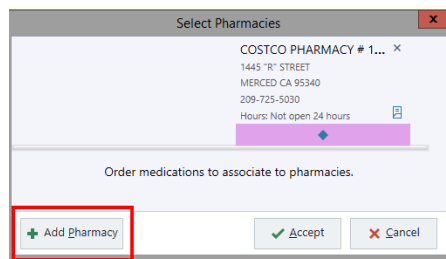 Select Pharmacies
x
COSTCO PHARMACY # 1... ×
1445 "R" STREET
MERCED CA 95340
209-725-5030
Hours: Not open 24 hours
Order medications to associate to pharmacies.
Add Pharmacy
Accept
Cancel